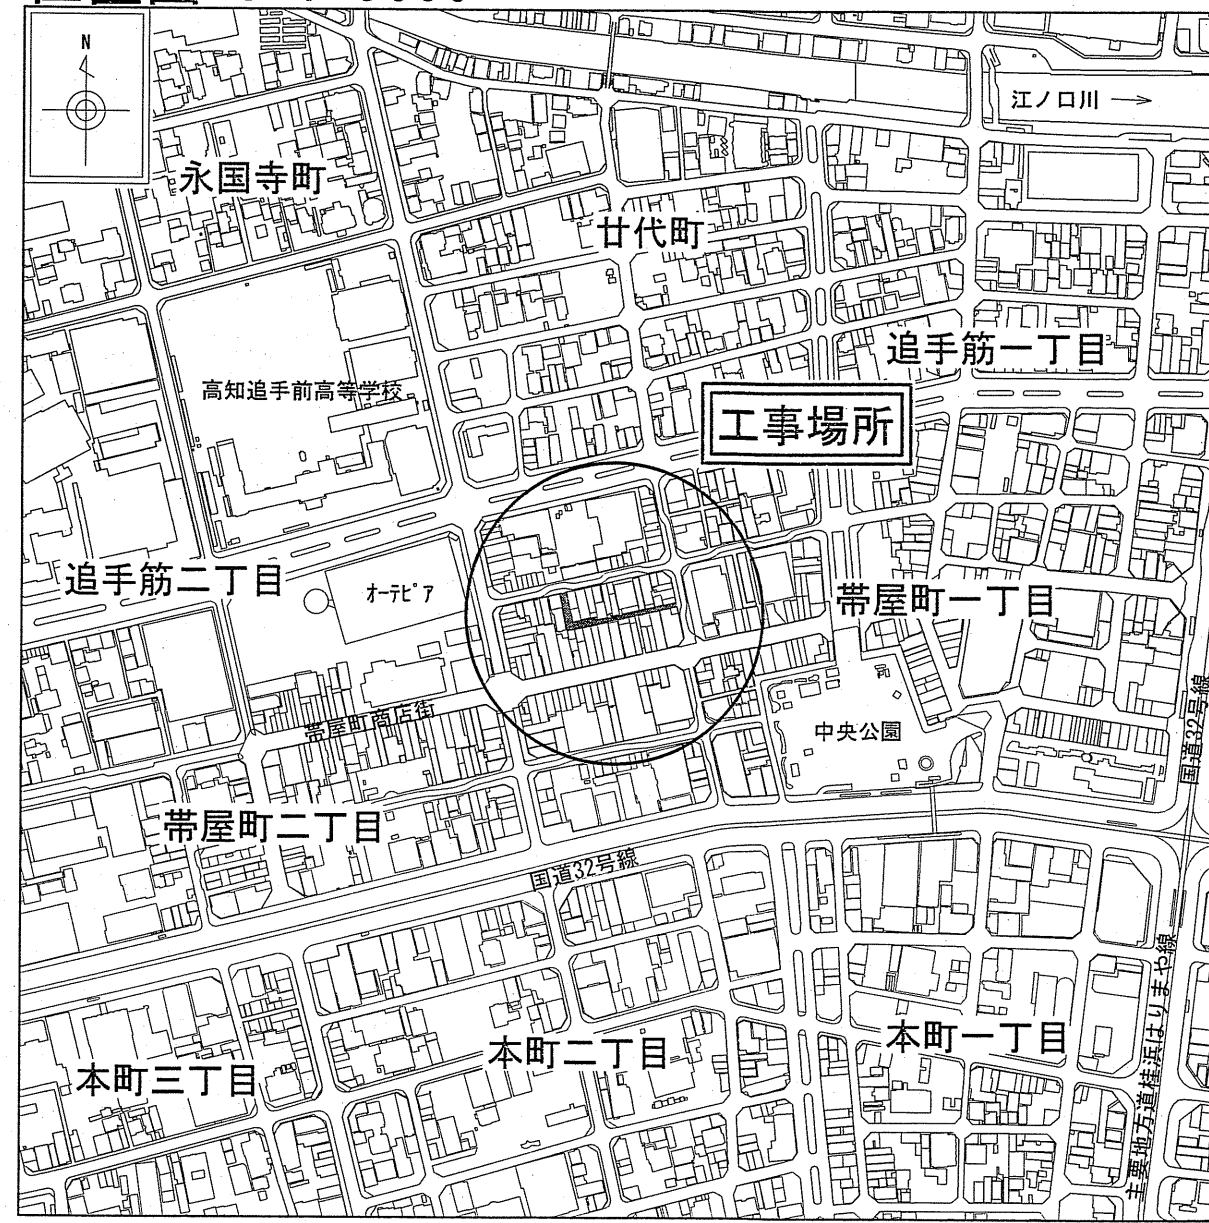 N
江ノ口川 →
永国寺町
廿代町
追手筋一丁目
高知追手前高等学校
工事場所
追手筋二丁目
オーテピア
帯屋町一丁目
国道32号線
帯屋町商店街
中央公園
帯屋町二丁目
国道32号線
主要地方道桂浜はりまや線
本町一丁目
本町二丁目
本町三丁目